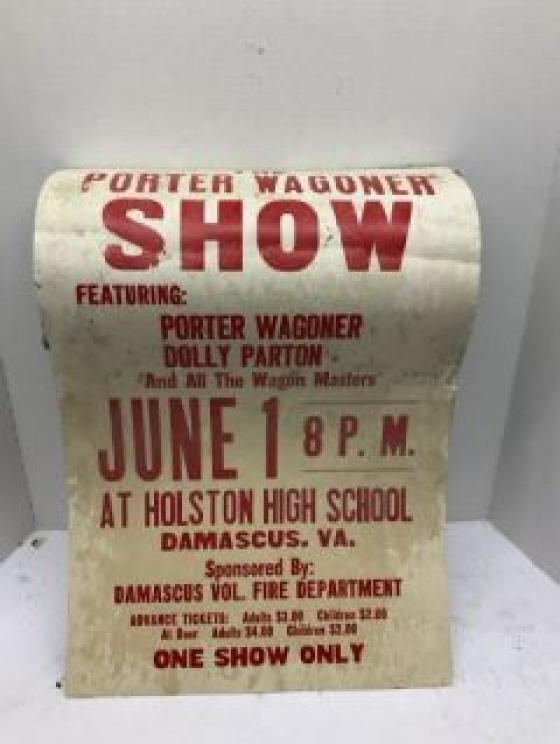 PORTER WAGONER
SHOW
FEATURING:
PORTER WAGONER
DOLLY PARTON
And All The Wagon Masters
JUNE 1 8 P. M.
AT HOLSTON HIGH SCHOOL
DAMASCUS. VA.
Sponsored By:
DAMASCUS VOL. FIRE DEPARTMENT
ADVANCE TICKETS: Adults $3.00 Children $2.00
At Door Adults $4.00 Children $2.00
ONE SHOW ONLY